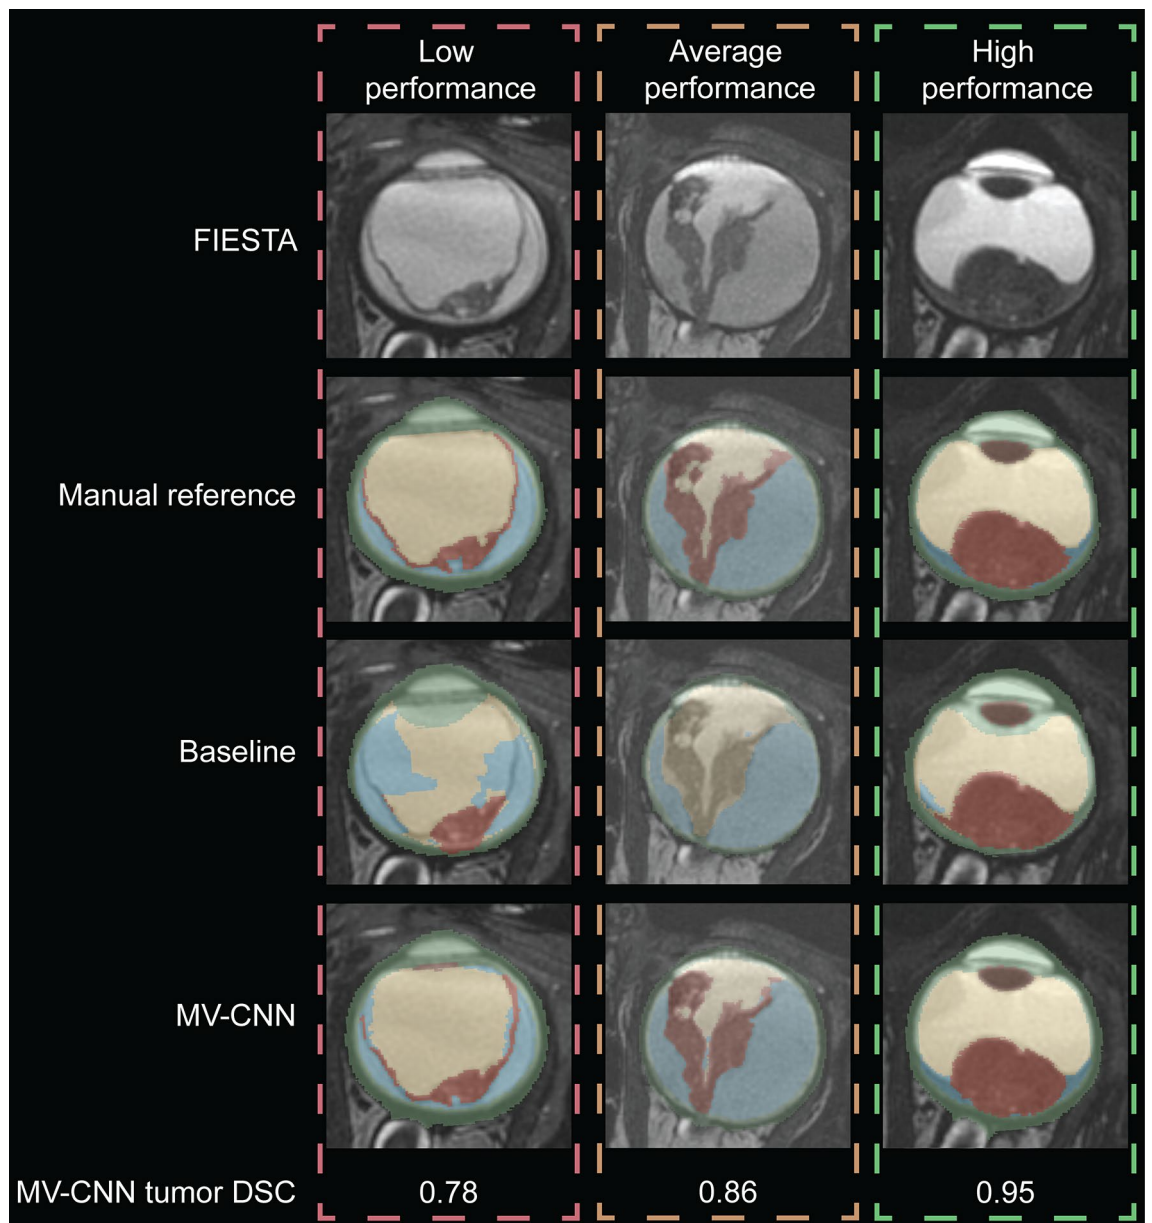 Low
performance
Average
performance
High
performance
FIESTA
Manual reference
Baseline
MV-CNN
MV-CNN tumor DSC 0.78 0.86 0.95